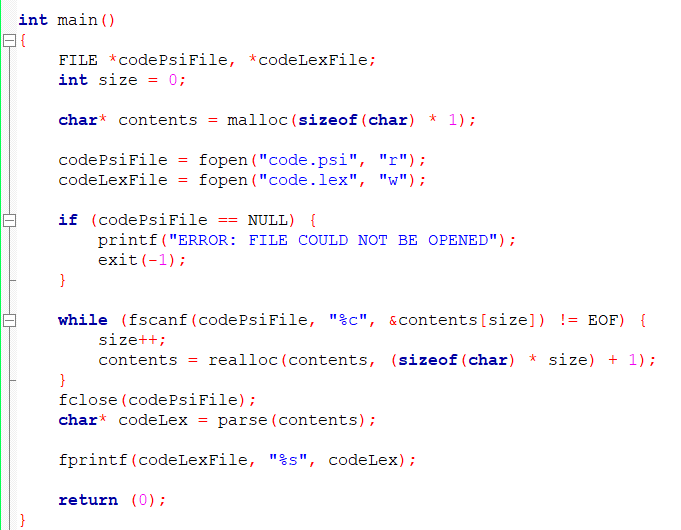 int main()
{
    FILE *codePsiFile, *codeLexFile;
    int size = 0;

    char* contents = malloc(sizeof(char) * 1);

    codePsiFile = fopen("code.psi", "r");
    codeLexFile = fopen("code.lex", "w");

    if (codePsiFile == NULL) {
        printf("ERROR: FILE COULD NOT BE OPENED");
        exit(-1);
    }

    while (fscanf(codePsiFile, "%c", &contents[size]) != EOF) {
        size++;
        contents = realloc(contents, (sizeof(char) * size) + 1);
    }
    fclose(codePsiFile);
    char* codeLex = parse(contents);

    fprintf(codeLexFile, "%s", codeLex);

    return (0);
}